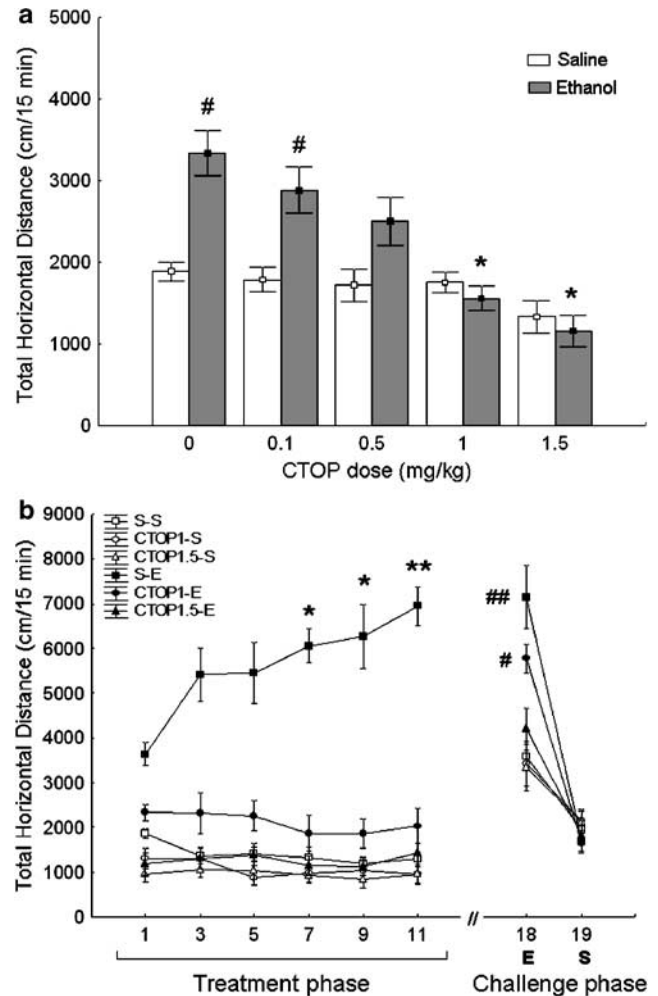 a
5000
4000
3000
2000
1000
0
Total Horizontal Distance (cm/15 min)
Saline
Ethanol
#
#
*
*
0 0.1 0.5 1 1.5
CTOP dose (mg/kg)
b
9000
8000
7000
6000
5000
4000
3000
2000
1000
0
Total Horizontal Distance (cm/15 min)
S-S
CTOP1-S
CTOP1.5-S
S-E
CTOP1-E
CTOP1.5-E
*
*
**
##
#
1 3 5 7 9 11 // 18 19
E S
Treatment phase Challenge phase